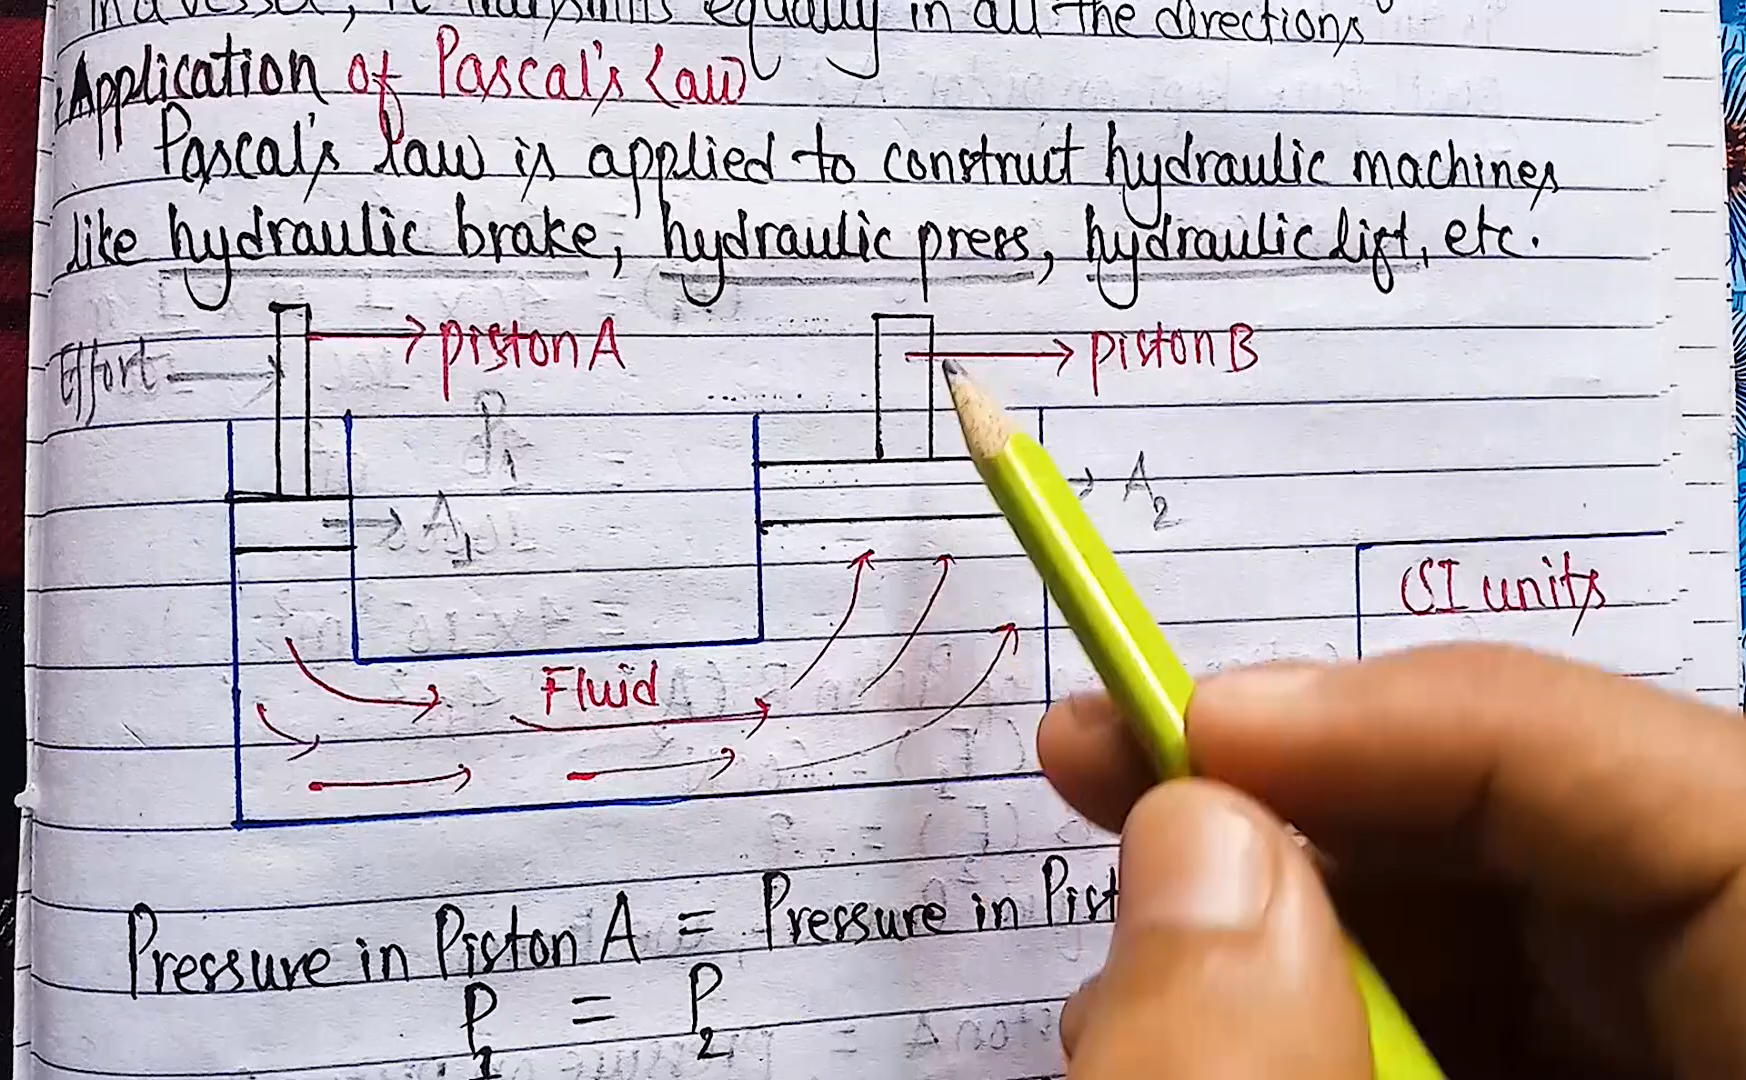 in all the directions
Application of Pascal's Law
Pascal's law is applied to construct hydraulic machines
like hydraulic brake, hydraulic press, hydraulic lift, etc.
Effort
piston A
piston B
P1
A1
A2
SI units
Fluid
Pressure in Piston A = Pressure in Pist
P1 = P2